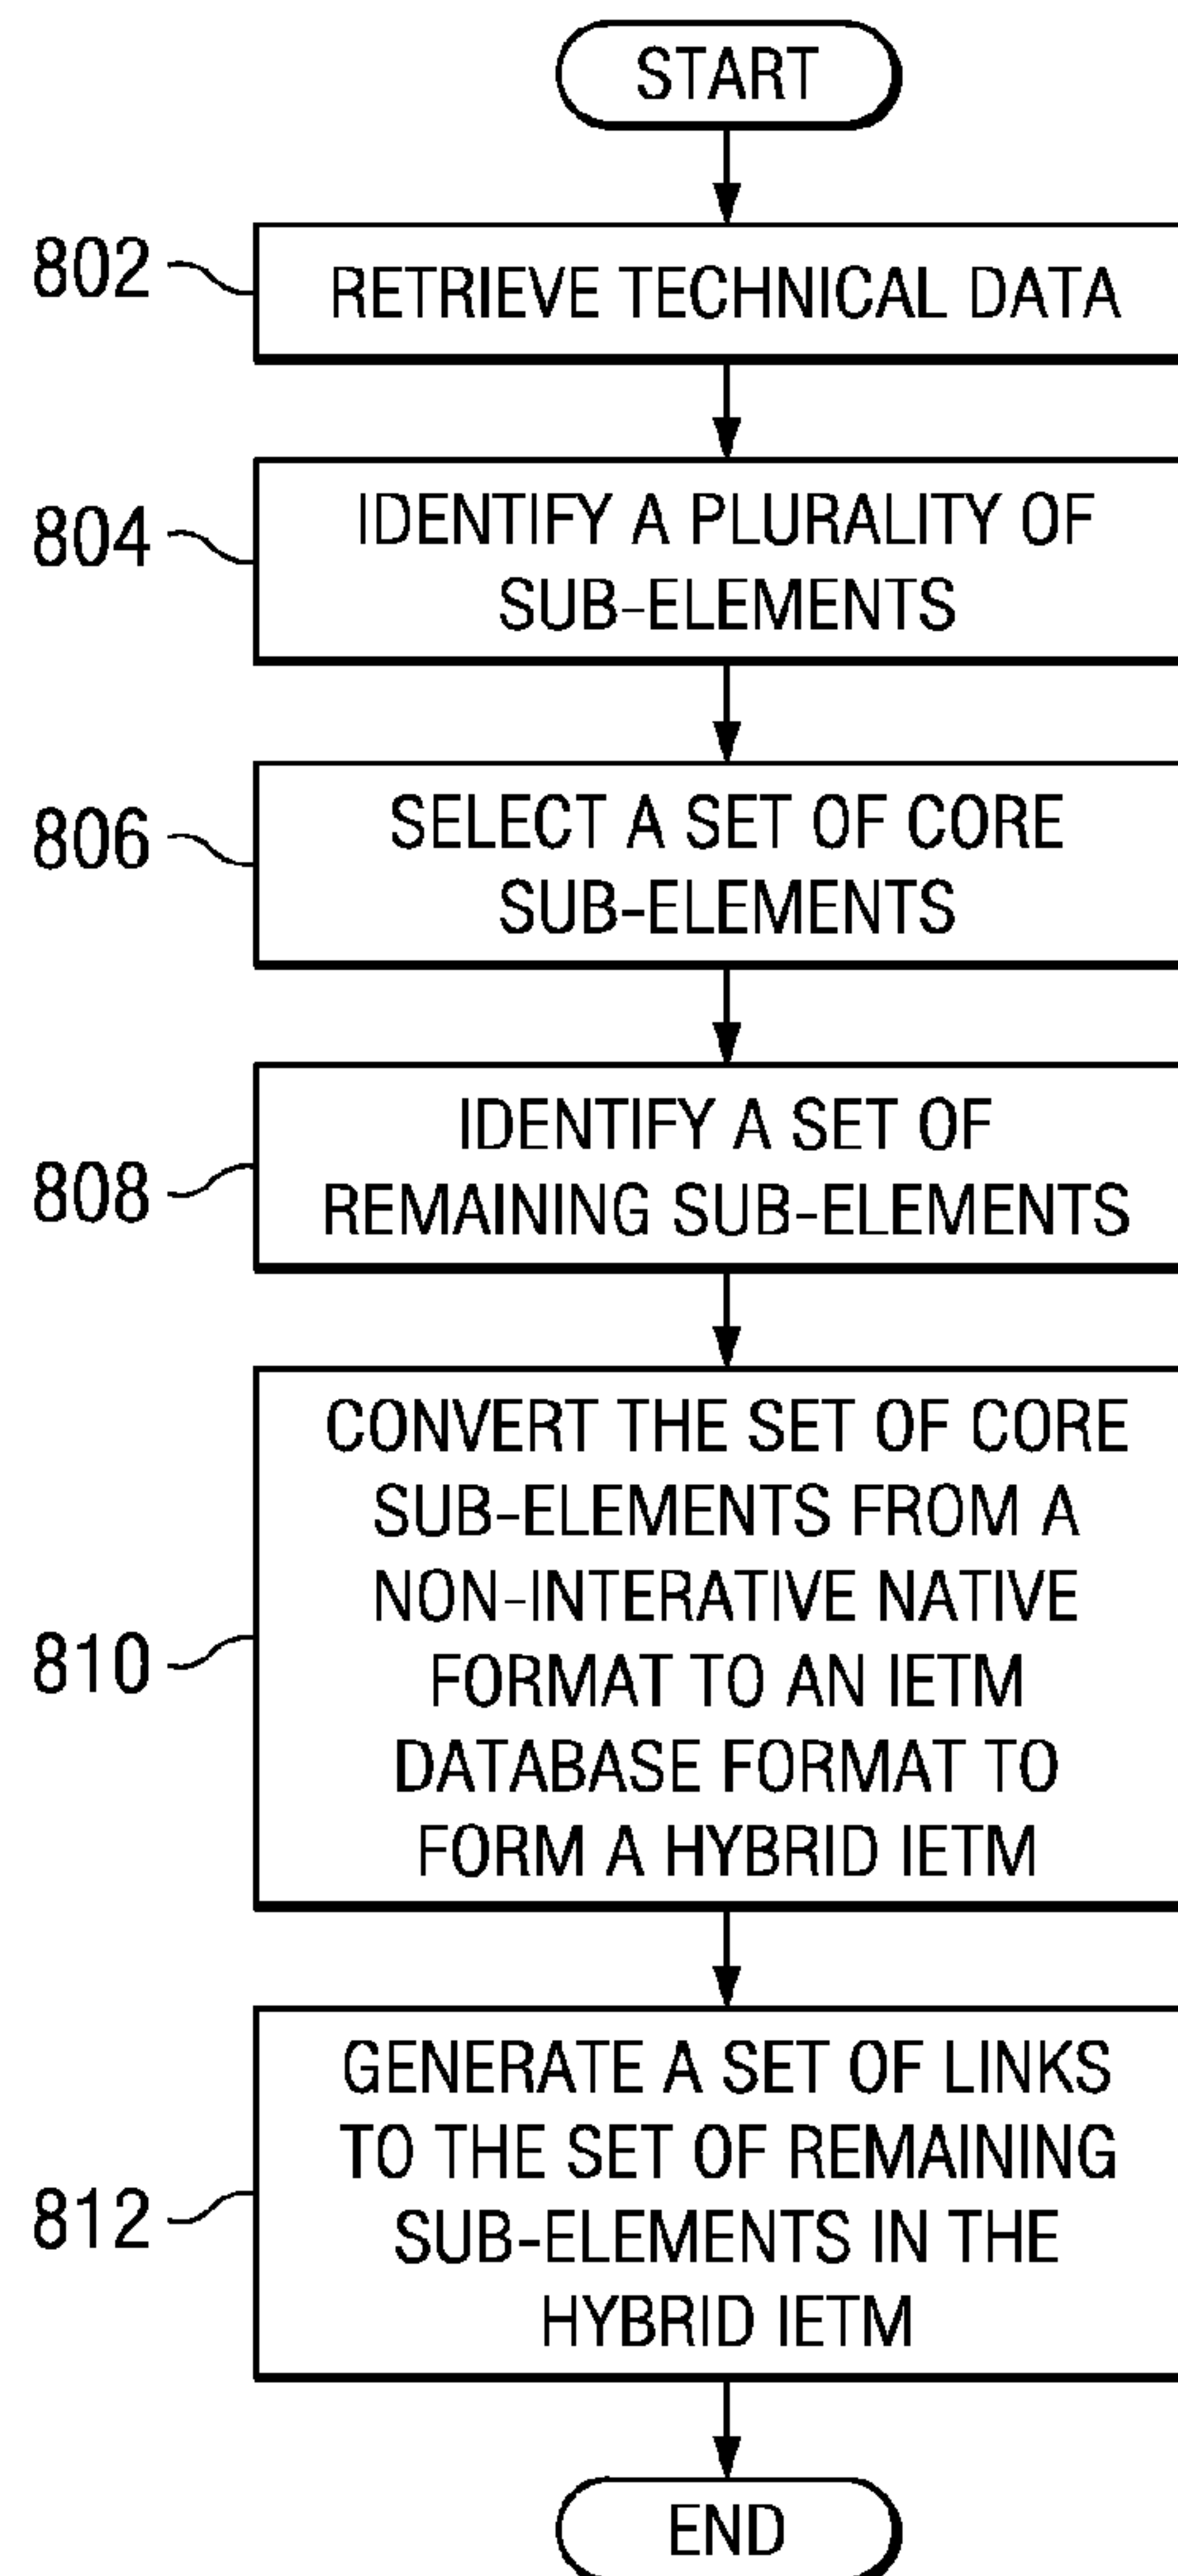 START
802
RETRIEVE TECHNICAL DATA
804
IDENTIFY A PLURALITY OF
SUB-ELEMENTS
806
SELECT A SET OF CORE
SUB-ELEMENTS
808
IDENTIFY A SET OF
REMAINING SUB-ELEMENTS
810
CONVERT THE SET OF CORE
SUB-ELEMENTS FROM A
NON-INTERATIVE NATIVE
FORMAT TO AN IETM
DATABASE FORMAT TO
FORM A HYBRID IETM
812
GENERATE A SET OF LINKS
TO THE SET OF REMAINING
SUB-ELEMENTS IN THE
HYBRID IETM
END